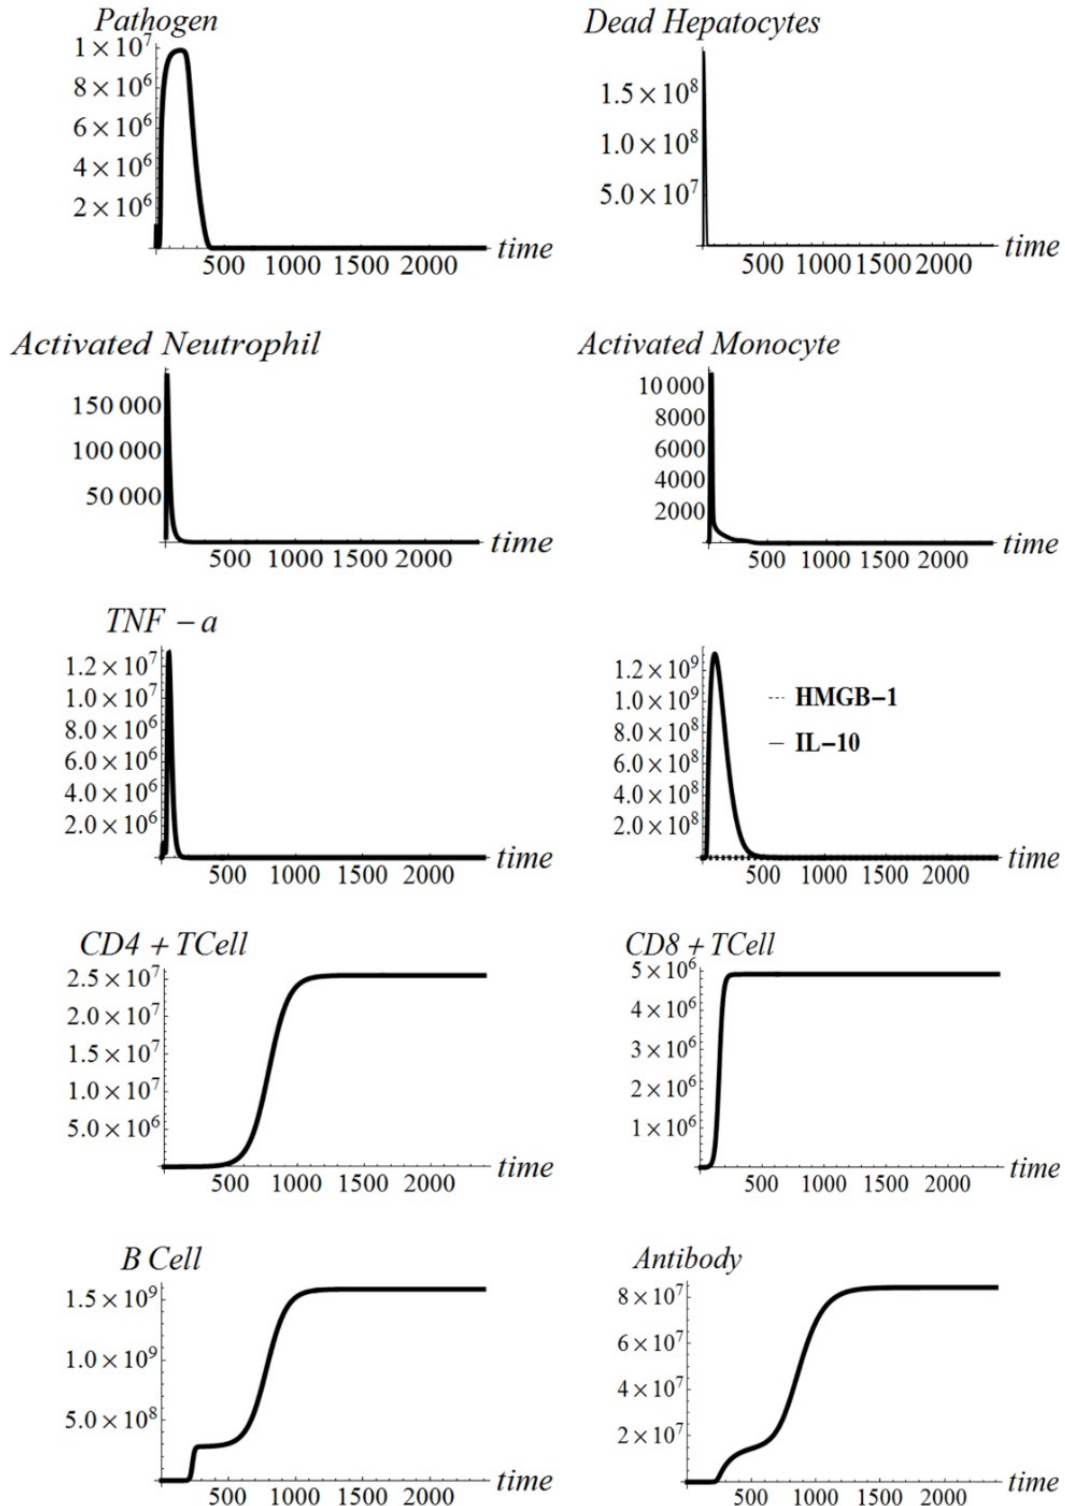 Pathogen
1×10⁷
8×10⁶
6×10⁶
4×10⁶
2×10⁶
500 1000 1500 2000 time
Dead Hepatocytes
1.5×10⁸
1.0×10⁸
5.0×10⁷
500 1000 1500 2000 time
Activated Neutrophil
150 000
100 000
50 000
500 1000 1500 2000 time
Activated Monocyte
10 000
8000
6000
4000
2000
500 1000 1500 2000 time
TNF – a
1.2×10⁷
1.0×10⁷
8.0×10⁶
6.0×10⁶
4.0×10⁶
2.0×10⁶
500 1000 1500 2000 time
1.2×10⁹
1.0×10⁹
8.0×10⁸
6.0×10⁸
4.0×10⁸
2.0×10⁸
HMGB–1
IL–10
500 1000 1500 2000 time
CD4 + TCell
2.5×10⁷
2.0×10⁷
1.5×10⁷
1.0×10⁷
5.0×10⁶
500 1000 1500 2000 time
CD8 + TCell
5×10⁶
4×10⁶
3×10⁶
2×10⁶
1×10⁶
500 1000 1500 2000 time
B Cell
1.5×10⁹
1.0×10⁹
5.0×10⁸
500 1000 1500 2000 time
Antibody
8×10⁷
6×10⁷
4×10⁷
2×10⁷
500 1000 1500 2000 time